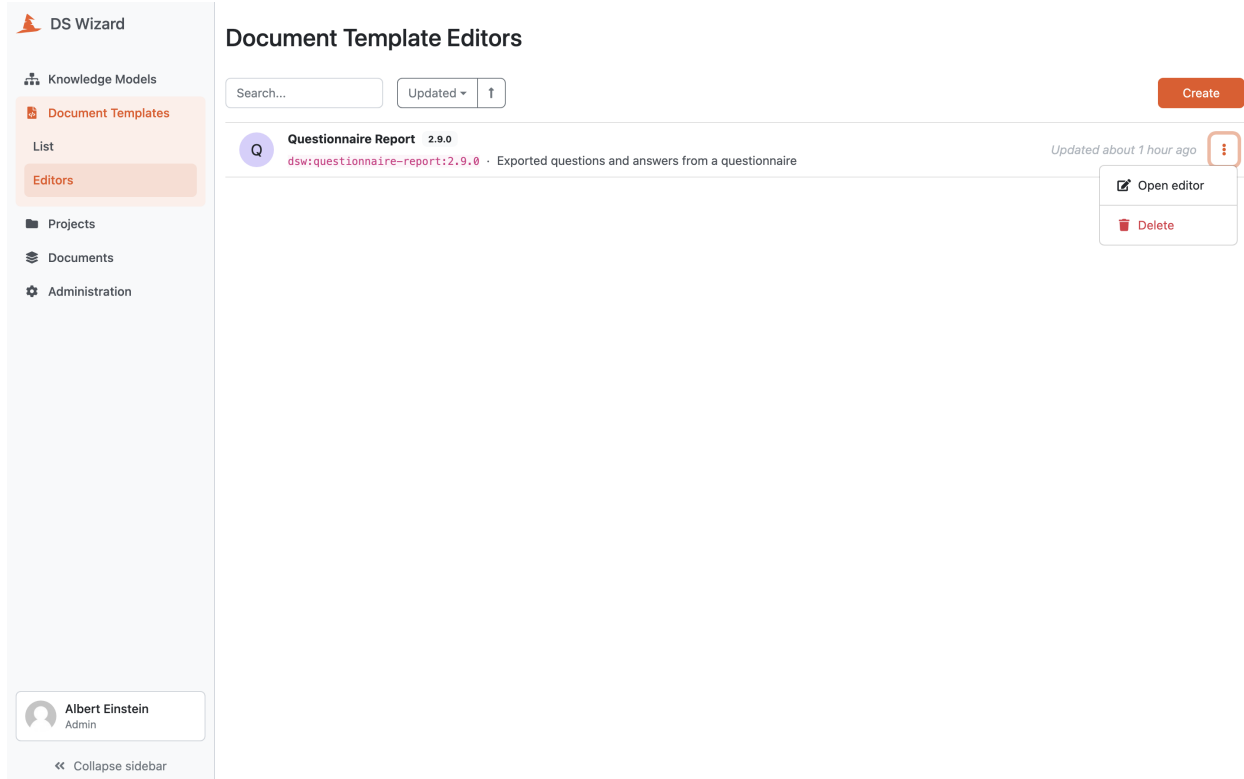 DS Wizard
Knowledge Models
Document Templates
List
Editors
Projects
Documents
Administration
Albert Einstein
Admin
Collapse sidebar
Document Template Editors
Search...
Updated
Create
Q
Questionnaire Report 2.9.0
dsw:questionnaire-report:2.9.0 · Exported questions and answers from a questionnaire
Updated about 1 hour ago
Open editor
Delete